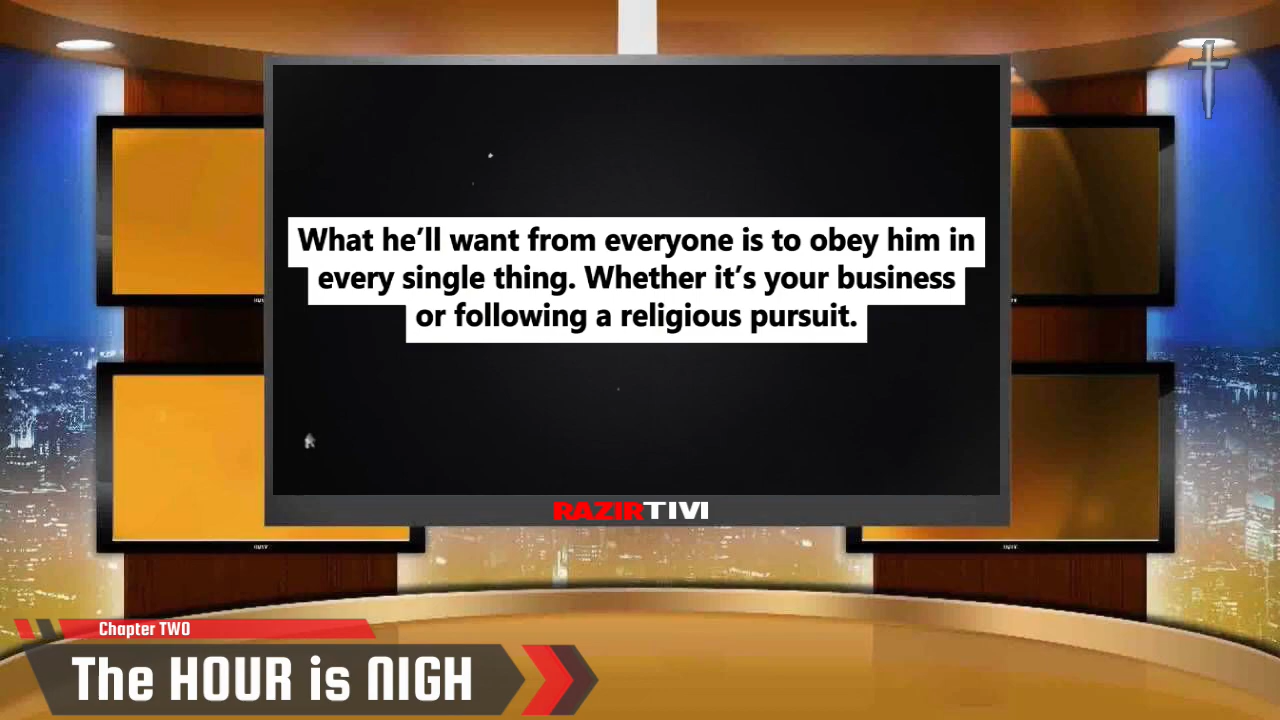 What he’ll want from everyone is to obey him in
every single thing. Whether it’s your business
or following a religious pursuit.
RAZIRTIVI
Chapter TWO
The HOUR is NIGH